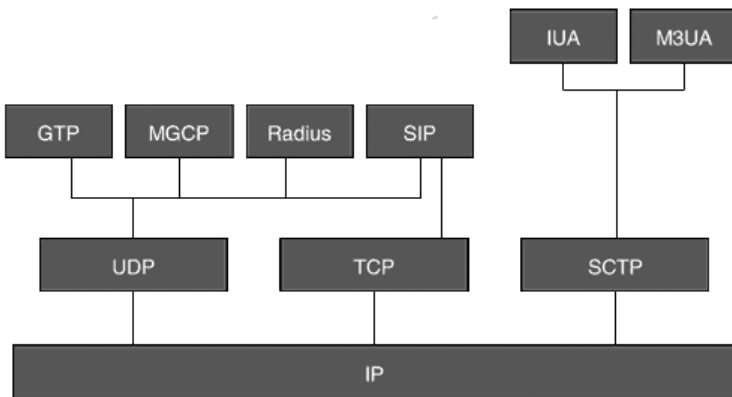 IUA
M3UA
GTP
MGCP
Radius
SIP
UDP
TCP
SCTP
IP